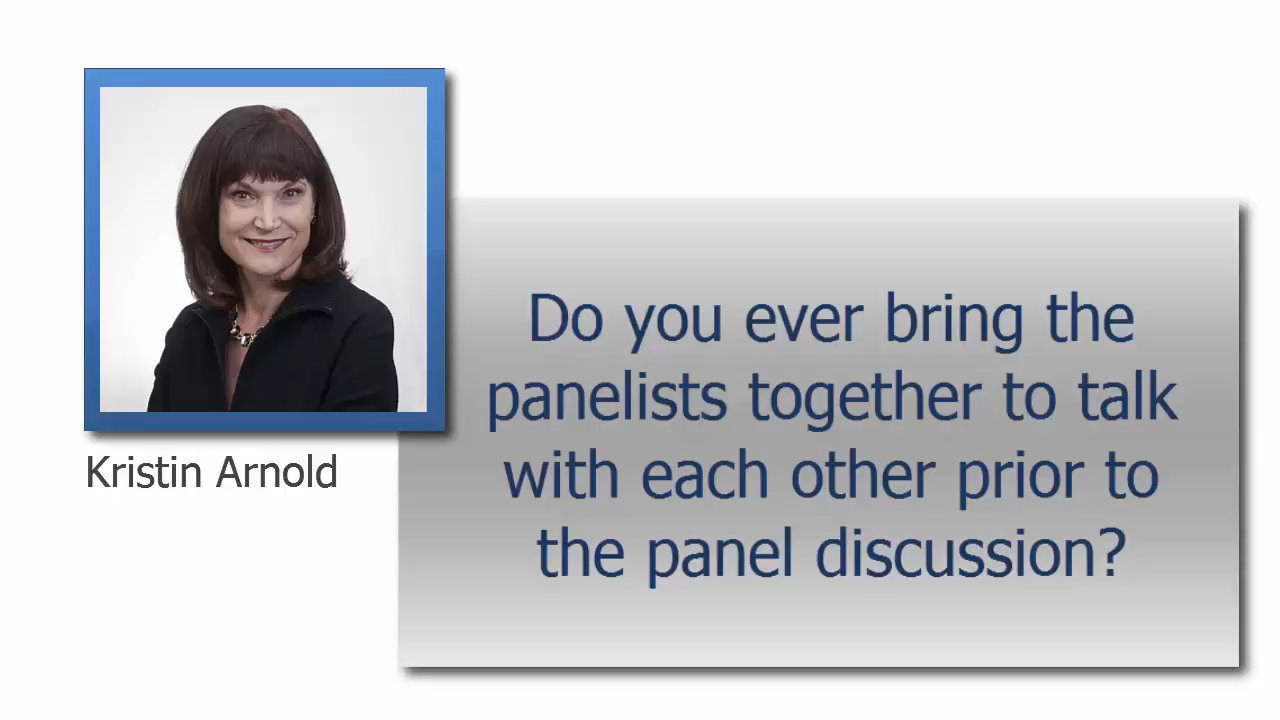 Kristin Arnold
Do you ever bring the
panelists together to talk
with each other prior to
the panel discussion?